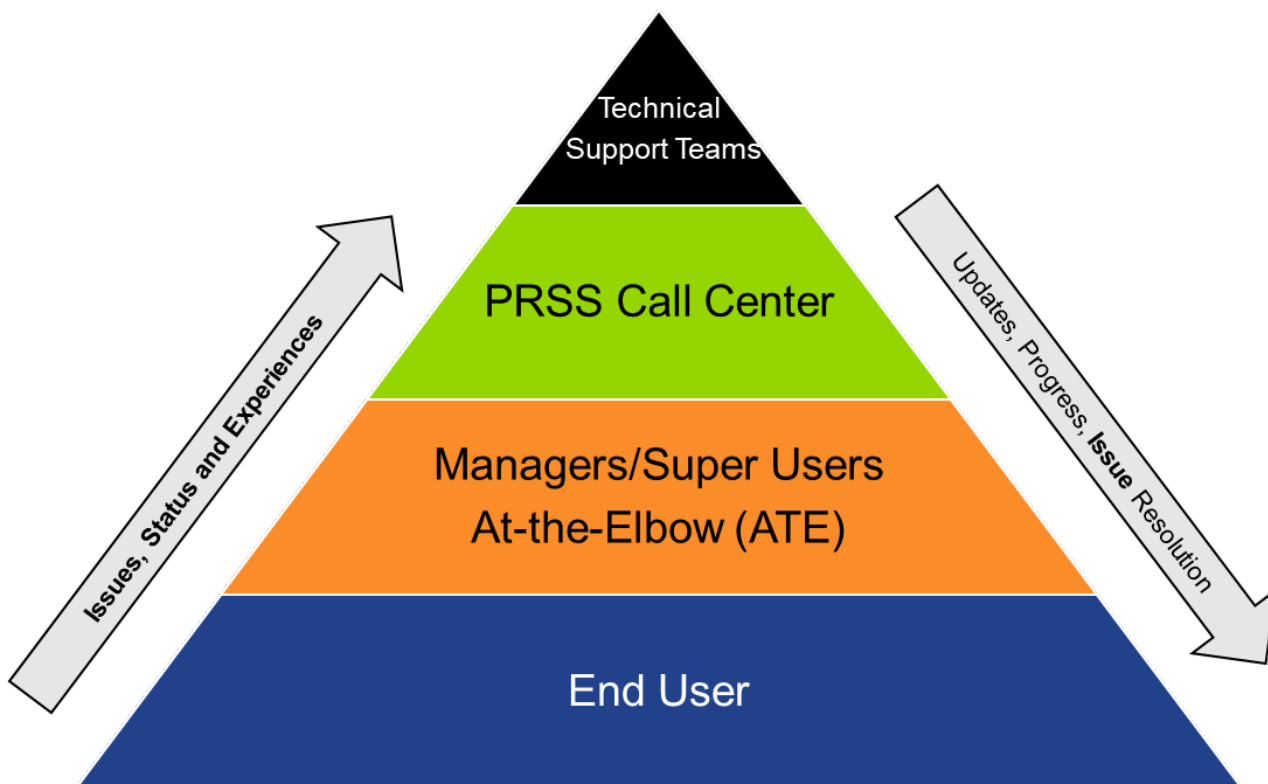 Technical
Support Teams
PRSS Call Center
Managers/Super Users
At-the-Elbow (ATE)
End User
Issues, Status and Experiences
Updates, Progress, Issue Resolution